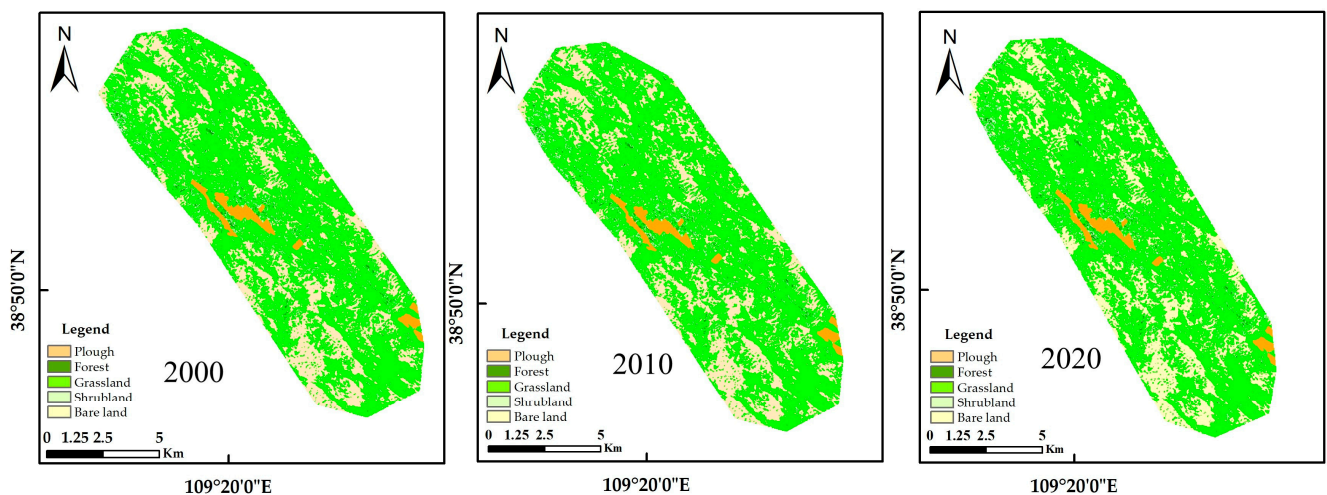 N
38°50'0"N
Legend
Plough
Forest
Grassland
Shrubland
Bare land
2000
0 1.25 2.5 5
Km
109°20'0"E
N
38°50'0"N
Legend
Plough
Forest
Grassland
Shrubland
Bare land
2010
0 1.25 2.5 5
Km
109°20'0"E
N
38°50'0"N
Legend
Plough
Forest
Grassland
Shrubland
Bare land
2020
0 1.25 2.5 5
Km
109°20'0"E